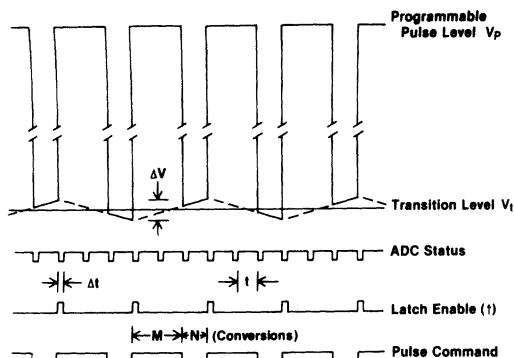 Programmable
Pulse Level VP
ΔV
Transition Level Vt
ADC Status
Δt
t
Latch Enable (↑)
M N (Conversions)
Pulse Command